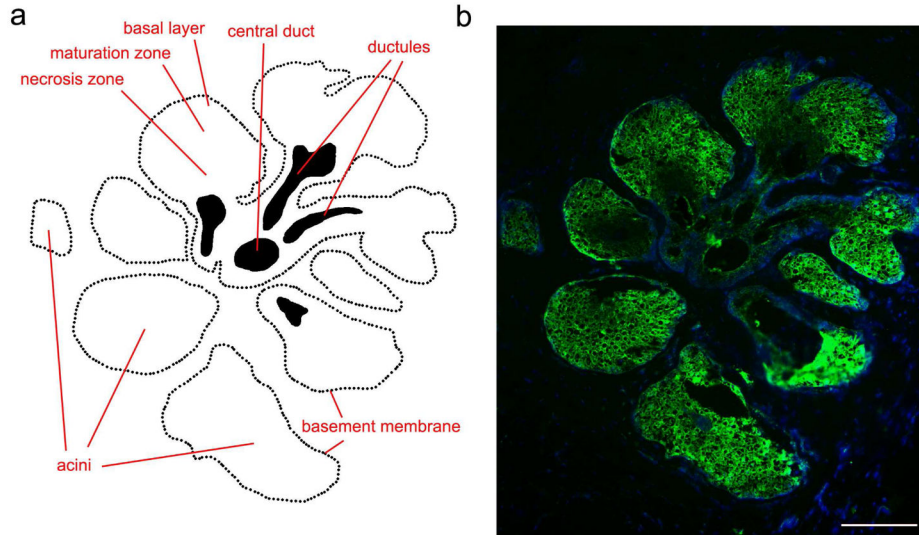 a
b
basal layer
maturation zone
necrosis zone
central duct
ductules
basement membrane
acini